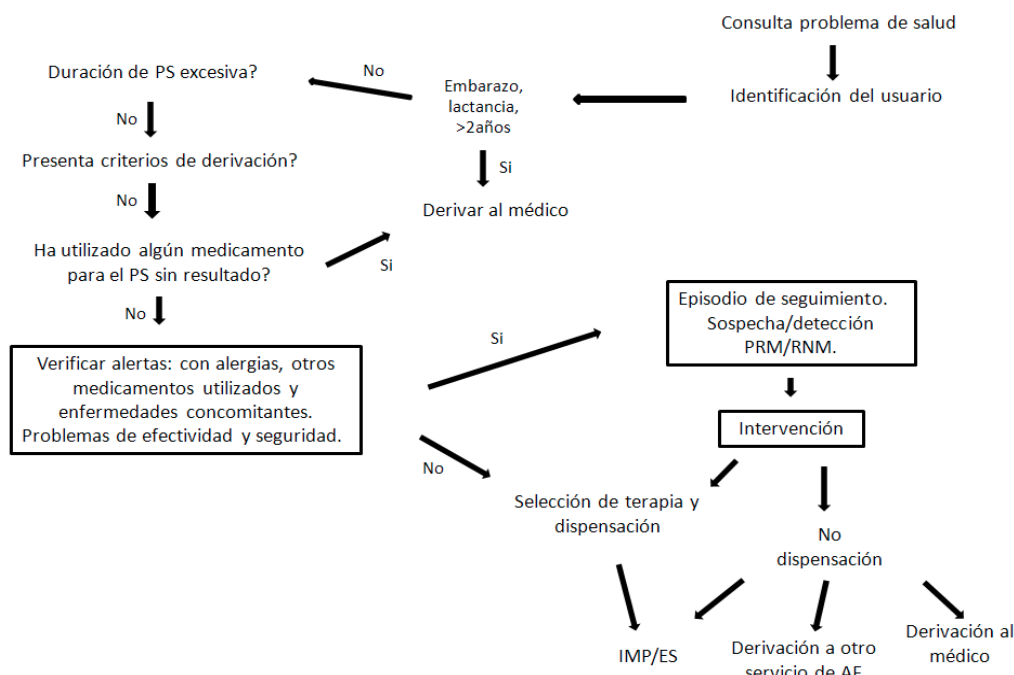 Consulta problema de salud
Identificación del usuario
Embarazo,
lactancia,
>2años
No
Duración de PS excesiva?
No
Presenta criterios de derivación?
No
Ha utilizado algún medicamento
para el PS sin resultado?
Si
Derivar al médico
Si
No
Verificar alertas: con alergias, otros
medicamentos utilizados y
enfermedades concomitantes.
Problemas de efectividad y seguridad.
Si
Episodio de seguimiento.
Sospecha/detección
PRM/RNM.
Intervención
No
Selección de terapia y
dispensación
No
dispensación
IMP/ES
Derivación a otro
servicio de AF
Derivación al
médico